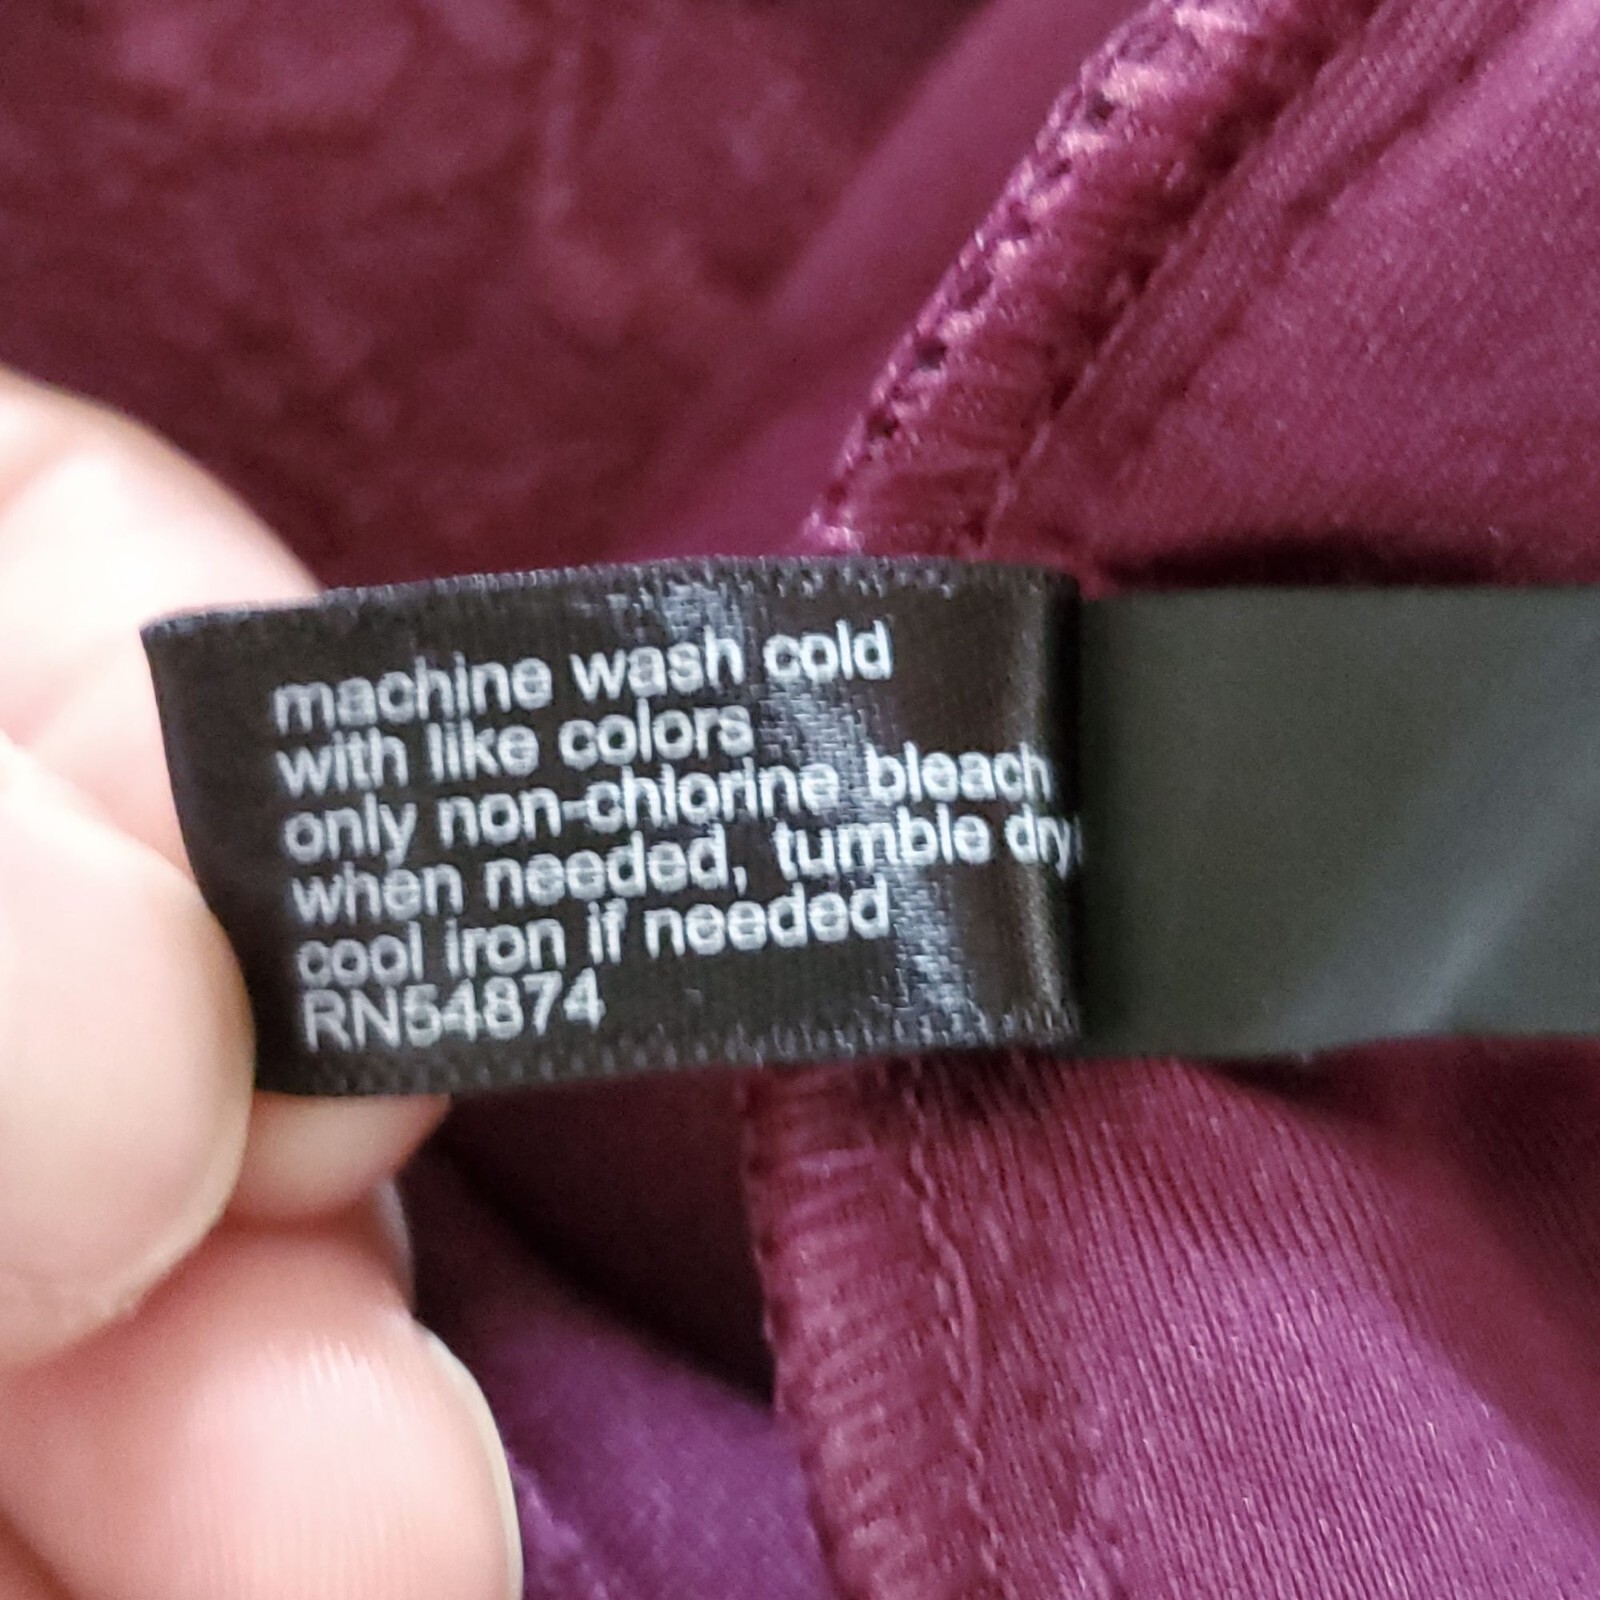 machine wash cold
with like colors
only non-chlorine bleach
when needed, tumble dry
cool iron if needed
RN54874